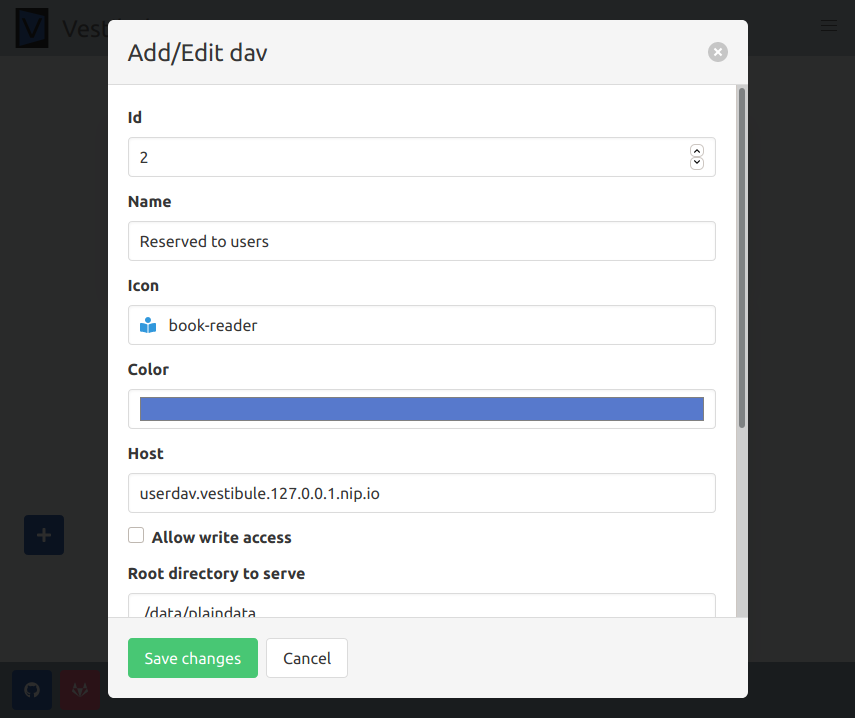 Vest
Add/Edit dav
Id
2
Name
Reserved to users
Icon
book-reader
Color
Host
userdav.vestibule.127.0.0.1.nip.io
Allow write access
Root directory to serve
./data/plaindata
Save changes
Cancel